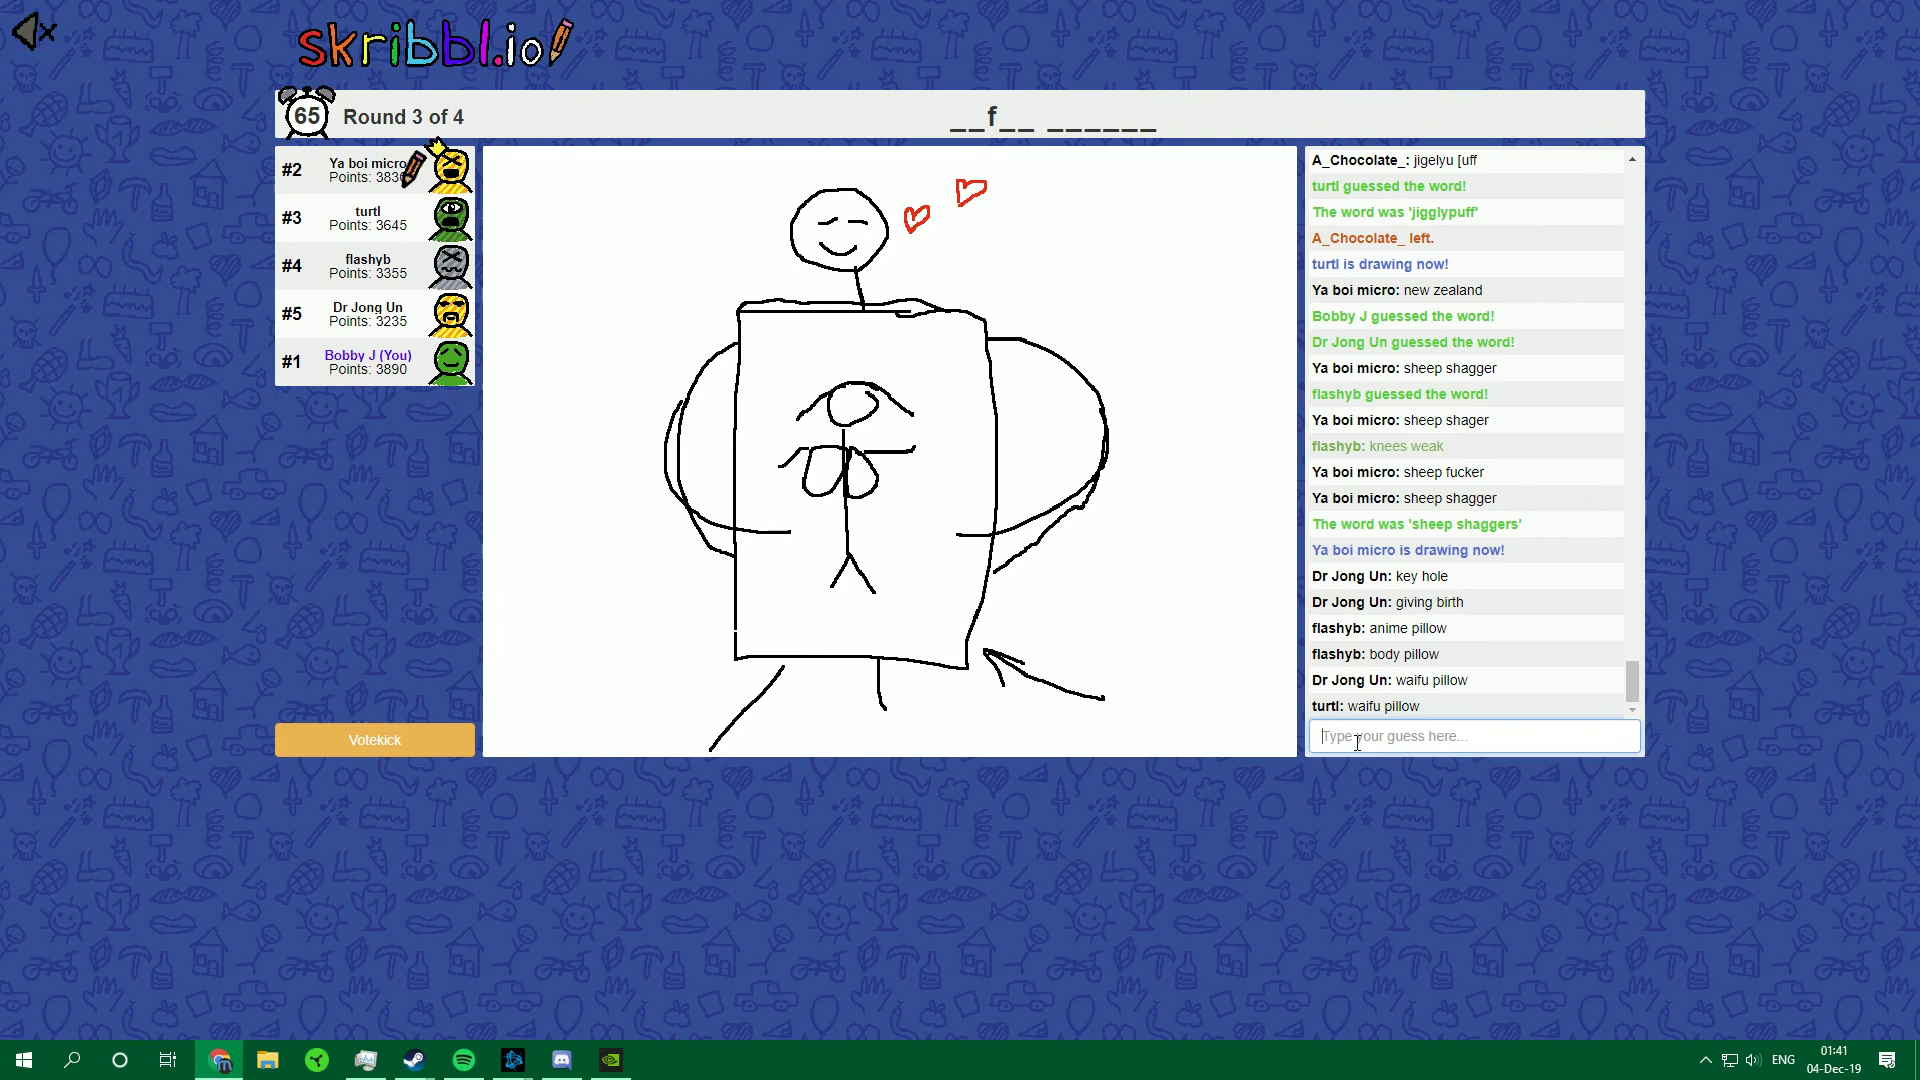 skribbl.io
65
Round 3 of 4
__f__ ______
#2
Ya boi micro
Points: 3830
#3
turtl
Points: 3645
#4
flashyb
Points: 3355
#5
Dr Jong Un
Points: 3235
#1
Bobby J (You)
Points: 3890
Votekick
A_Chocolate_: jigelyu [uff
turtl guessed the word!
The word was 'jigglypuff'
A_Chocolate_ left.
turtl is drawing now!
Ya boi micro: new zealand
Bobby J guessed the word!
Dr Jong Un guessed the word!
Ya boi micro: sheep shagger
flashyb guessed the word!
Ya boi micro: sheep shager
flashyb: knees weak
Ya boi micro: sheep fucker
Ya boi micro: sheep shagger
The word was 'sheep shaggers'
Ya boi micro is drawing now!
Dr Jong Un: key hole
Dr Jong Un: giving birth
flashyb: anime pillow
flashyb: body pillow
Dr Jong Un: waifu pillow
turtl: waifu pillow
Type your guess here...
ENG
01:41
04-Dec-19